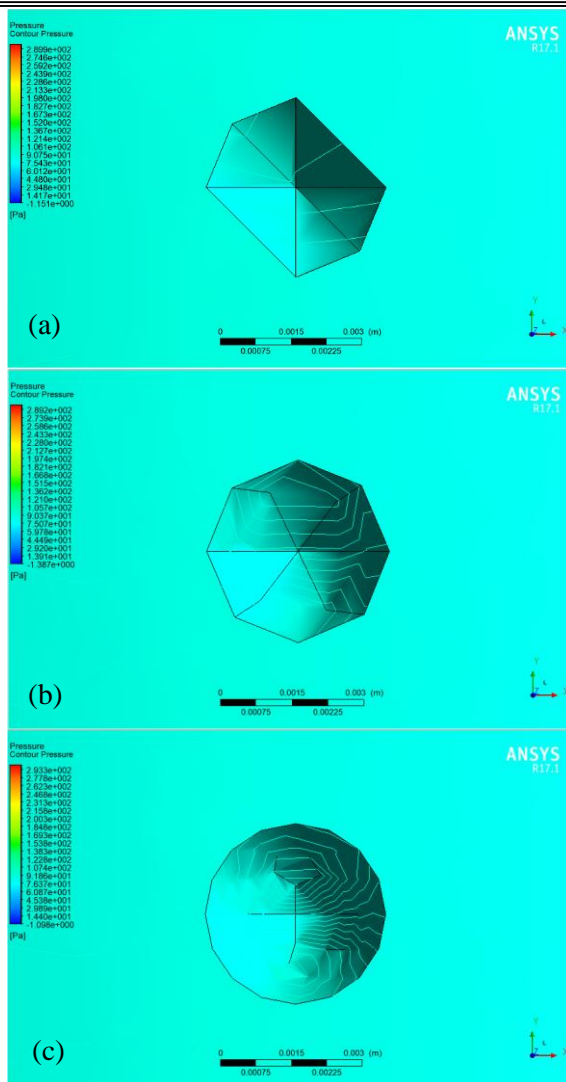 Pressure
Contour Pressure
ANSYS
R17.1
2.899e+002
2.746e+002
2.592e+002
2.439e+002
2.286e+002
2.133e+002
1.980e+002
1.827e+002
1.673e+002
1.520e+002
1.367e+002
1.214e+002
1.061e+002
9.075e+001
7.543e+001
6.012e+001
4.480e+001
2.948e+001
1.417e+001
-1.151e+000
[Pa]
(a)
0 0.0015 0.003 (m)
0.00075 0.00225
Y
L
Z X
Pressure
Contour Pressure
ANSYS
R17.1
2.892e+002
2.739e+002
2.586e+002
2.433e+002
2.280e+002
2.127e+002
1.974e+002
1.821e+002
1.668e+002
1.515e+002
1.362e+002
1.210e+002
1.057e+002
9.037e+001
7.507e+001
5.978e+001
4.449e+001
2.920e+001
1.391e+001
-1.387e+000
[Pa]
(b)
0 0.0015 0.003 (m)
0.00075 0.00225
Y
L
Z X
Pressure
Contour Pressure
ANSYS
R17.1
2.933e+002
2.778e+002
2.623e+002
2.468e+002
2.313e+002
2.158e+002
2.003e+002
1.848e+002
1.693e+002
1.538e+002
1.383e+002
1.228e+002
1.074e+002
9.186e+001
7.637e+001
6.087e+001
4.538e+001
2.989e+001
1.440e+001
-1.098e+000
[Pa]
(c)
0 0.0015 0.003 (m)
0.00075 0.00225
Y
L
Z X